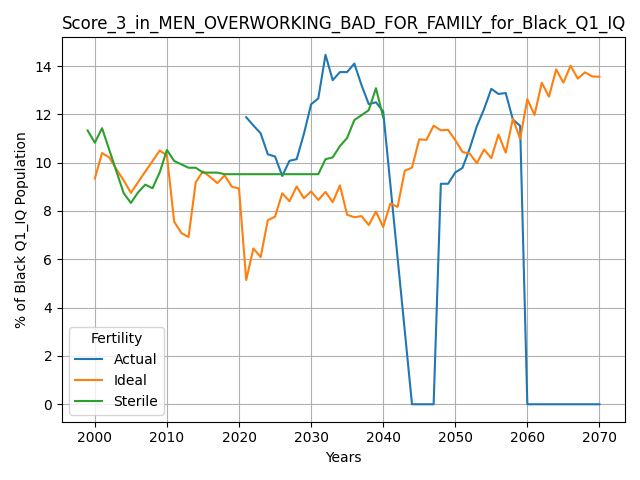 Score_3_in_MEN_OVERWORKING_BAD_FOR_FAMILY_for_Black_Q1_IQ
% of Black Q1_IQ Population
14
12
10
8
6
4
2
0
Fertility
Actual
Ideal
Sterile
2000 2010 2020 2030 2040 2050 2060 2070
Years